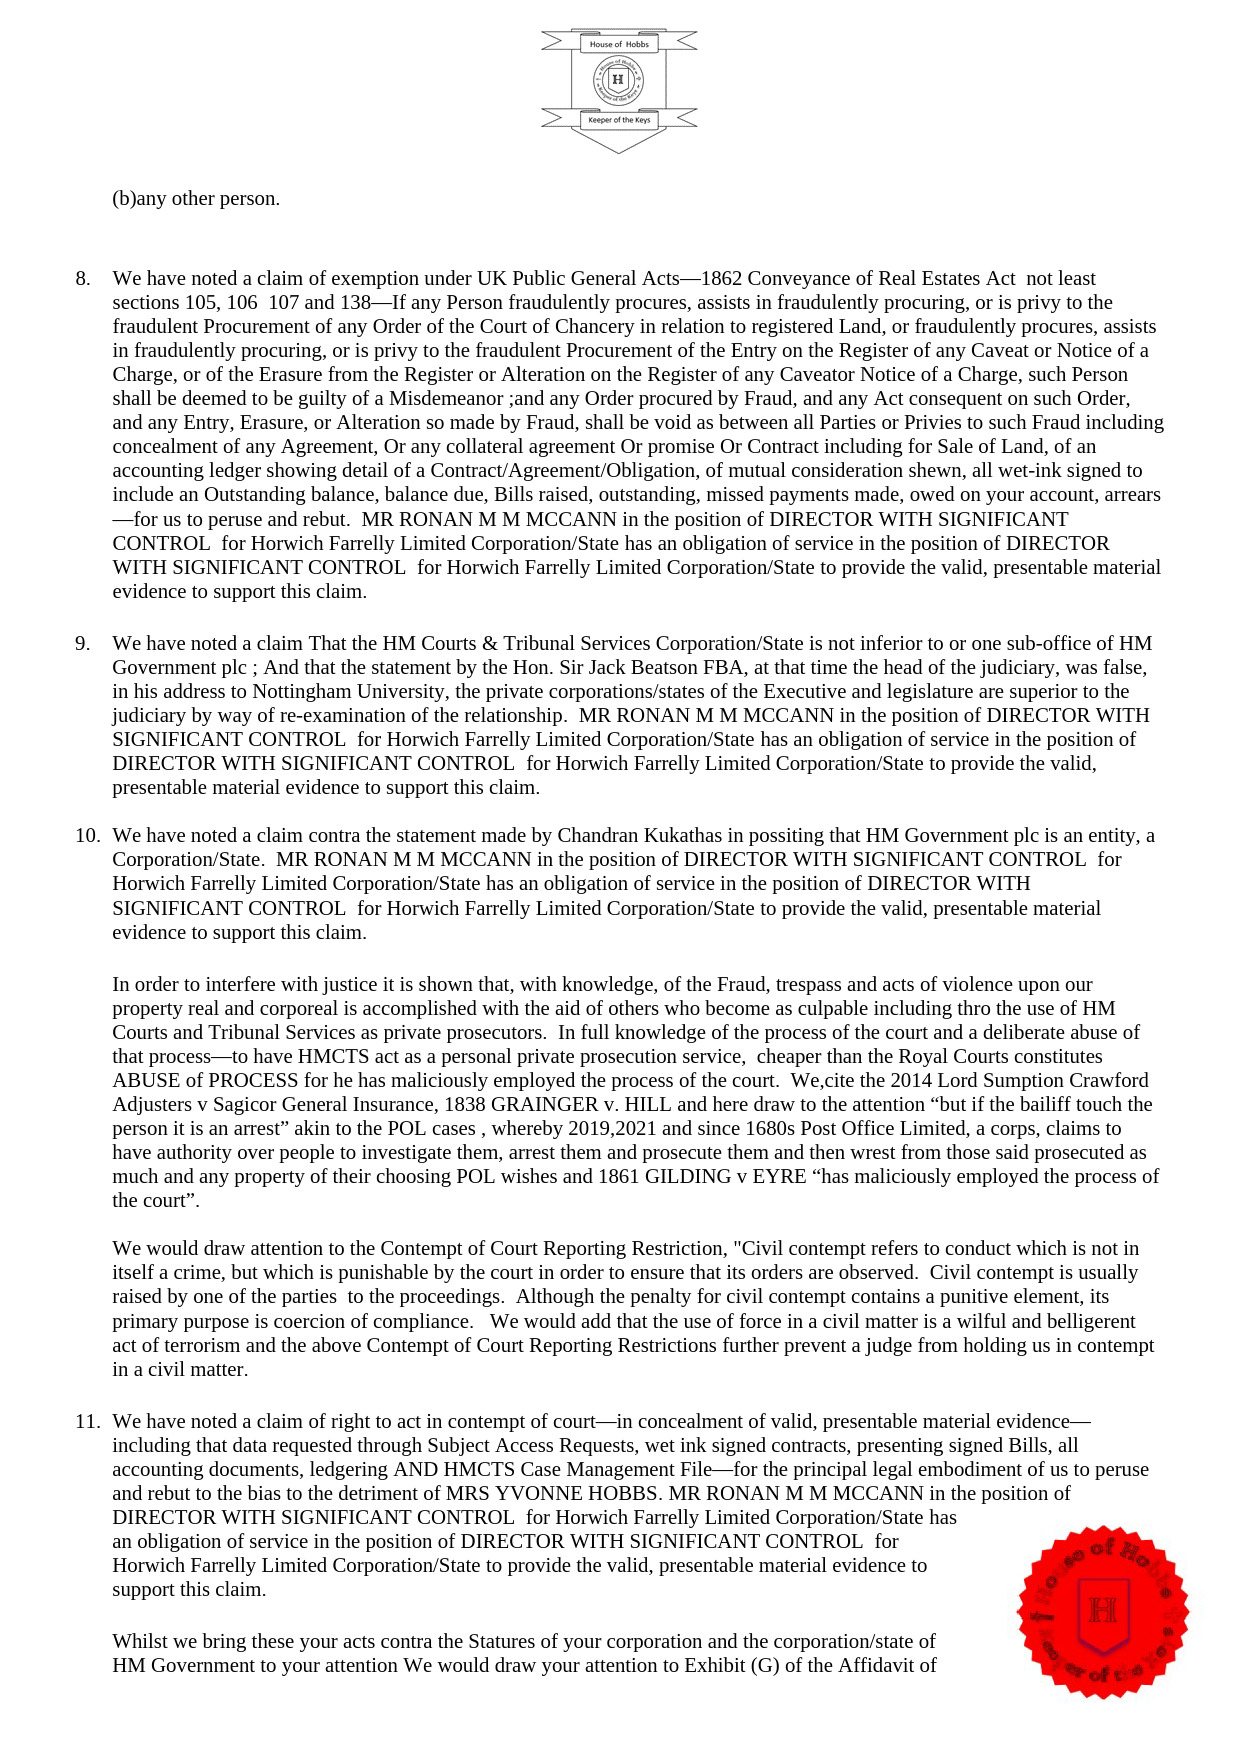 House of Hobbs
House of Hobbs
H
Keeper of the Keys
Keeper of the Keys
(b)any other person.
8. We have noted a claim of exemption under UK Public General Acts—1862 Conveyance of Real Estates Act  not least
sections 105, 106  107 and 138—If any Person fraudulently procures, assists in fraudulently procuring, or is privy to the
fraudulent Procurement of any Order of the Court of Chancery in relation to registered Land, or fraudulently procures, assists
in fraudulently procuring, or is privy to the fraudulent Procurement of the Entry on the Register of any Caveat or Notice of a
Charge, or of the Erasure from the Register or Alteration on the Register of any Caveator Notice of a Charge, such Person
shall be deemed to be guilty of a Misdemeanor ;and any Order procured by Fraud, and any Act consequent on such Order,
and any Entry, Erasure, or Alteration so made by Fraud, shall be void as between all Parties or Privies to such Fraud including
concealment of any Agreement, Or any collateral agreement Or promise Or Contract including for Sale of Land, of an
accounting ledger showing detail of a Contract/Agreement/Obligation, of mutual consideration shewn, all wet-ink signed to
include an Outstanding balance, balance due, Bills raised, outstanding, missed payments made, owed on your account, arrears
—for us to peruse and rebut.  MR RONAN M M MCCANN in the position of DIRECTOR WITH SIGNIFICANT
CONTROL  for Horwich Farrelly Limited Corporation/State has an obligation of service in the position of DIRECTOR
WITH SIGNIFICANT CONTROL  for Horwich Farrelly Limited Corporation/State to provide the valid, presentable material
evidence to support this claim.
9. We have noted a claim That the HM Courts & Tribunal Services Corporation/State is not inferior to or one sub-office of HM
Government plc ; And that the statement by the Hon. Sir Jack Beatson FBA, at that time the head of the judiciary, was false,
in his address to Nottingham University, the private corporations/states of the Executive and legislature are superior to the
judiciary by way of re-examination of the relationship.  MR RONAN M M MCCANN in the position of DIRECTOR WITH
SIGNIFICANT CONTROL  for Horwich Farrelly Limited Corporation/State has an obligation of service in the position of
DIRECTOR WITH SIGNIFICANT CONTROL  for Horwich Farrelly Limited Corporation/State to provide the valid,
presentable material evidence to support this claim.
10. We have noted a claim contra the statement made by Chandran Kukathas in possiting that HM Government plc is an entity, a
Corporation/State.  MR RONAN M M MCCANN in the position of DIRECTOR WITH SIGNIFICANT CONTROL  for
Horwich Farrelly Limited Corporation/State has an obligation of service in the position of DIRECTOR WITH
SIGNIFICANT CONTROL  for Horwich Farrelly Limited Corporation/State to provide the valid, presentable material
evidence to support this claim.
In order to interfere with justice it is shown that, with knowledge, of the Fraud, trespass and acts of violence upon our
property real and corporeal is accomplished with the aid of others who become as culpable including thro the use of HM
Courts and Tribunal Services as private prosecutors.  In full knowledge of the process of the court and a deliberate abuse of
that process—to have HMCTS act as a personal private prosecution service,  cheaper than the Royal Courts constitutes
ABUSE of PROCESS for he has maliciously employed the process of the court.  We,cite the 2014 Lord Sumption Crawford
Adjusters v Sagicor General Insurance, 1838 GRAINGER v. HILL and here draw to the attention “but if the bailiff touch the
person it is an arrest” akin to the POL cases , whereby 2019,2021 and since 1680s Post Office Limited, a corps, claims to
have authority over people to investigate them, arrest them and prosecute them and then wrest from those said prosecuted as
much and any property of their choosing POL wishes and 1861 GILDING v EYRE “has maliciously employed the process of
the court”.
We would draw attention to the Contempt of Court Reporting Restriction, "Civil contempt refers to conduct which is not in
itself a crime, but which is punishable by the court in order to ensure that its orders are observed.  Civil contempt is usually
raised by one of the parties  to the proceedings.  Although the penalty for civil contempt contains a punitive element, its
primary purpose is coercion of compliance.   We would add that the use of force in a civil matter is a wilful and belligerent
act of terrorism and the above Contempt of Court Reporting Restrictions further prevent a judge from holding us in contempt
in a civil matter.
11. We have noted a claim of right to act in contempt of court—in concealment of valid, presentable material evidence—
including that data requested through Subject Access Requests, wet ink signed contracts, presenting signed Bills, all
accounting documents, ledgering AND HMCTS Case Management File—for the principal legal embodiment of us to peruse
and rebut to the bias to the detriment of MRS YVONNE HOBBS. MR RONAN M M MCCANN in the position of
DIRECTOR WITH SIGNIFICANT CONTROL  for Horwich Farrelly Limited Corporation/State has
an obligation of service in the position of DIRECTOR WITH SIGNIFICANT CONTROL  for
Horwich Farrelly Limited Corporation/State to provide the valid, presentable material evidence to
support this claim.
House of Hobbs
H
Whilst we bring these your acts contra the Statures of your corporation and the corporation/state of
HM Government to your attention We would draw your attention to Exhibit (G) of the Affidavit of